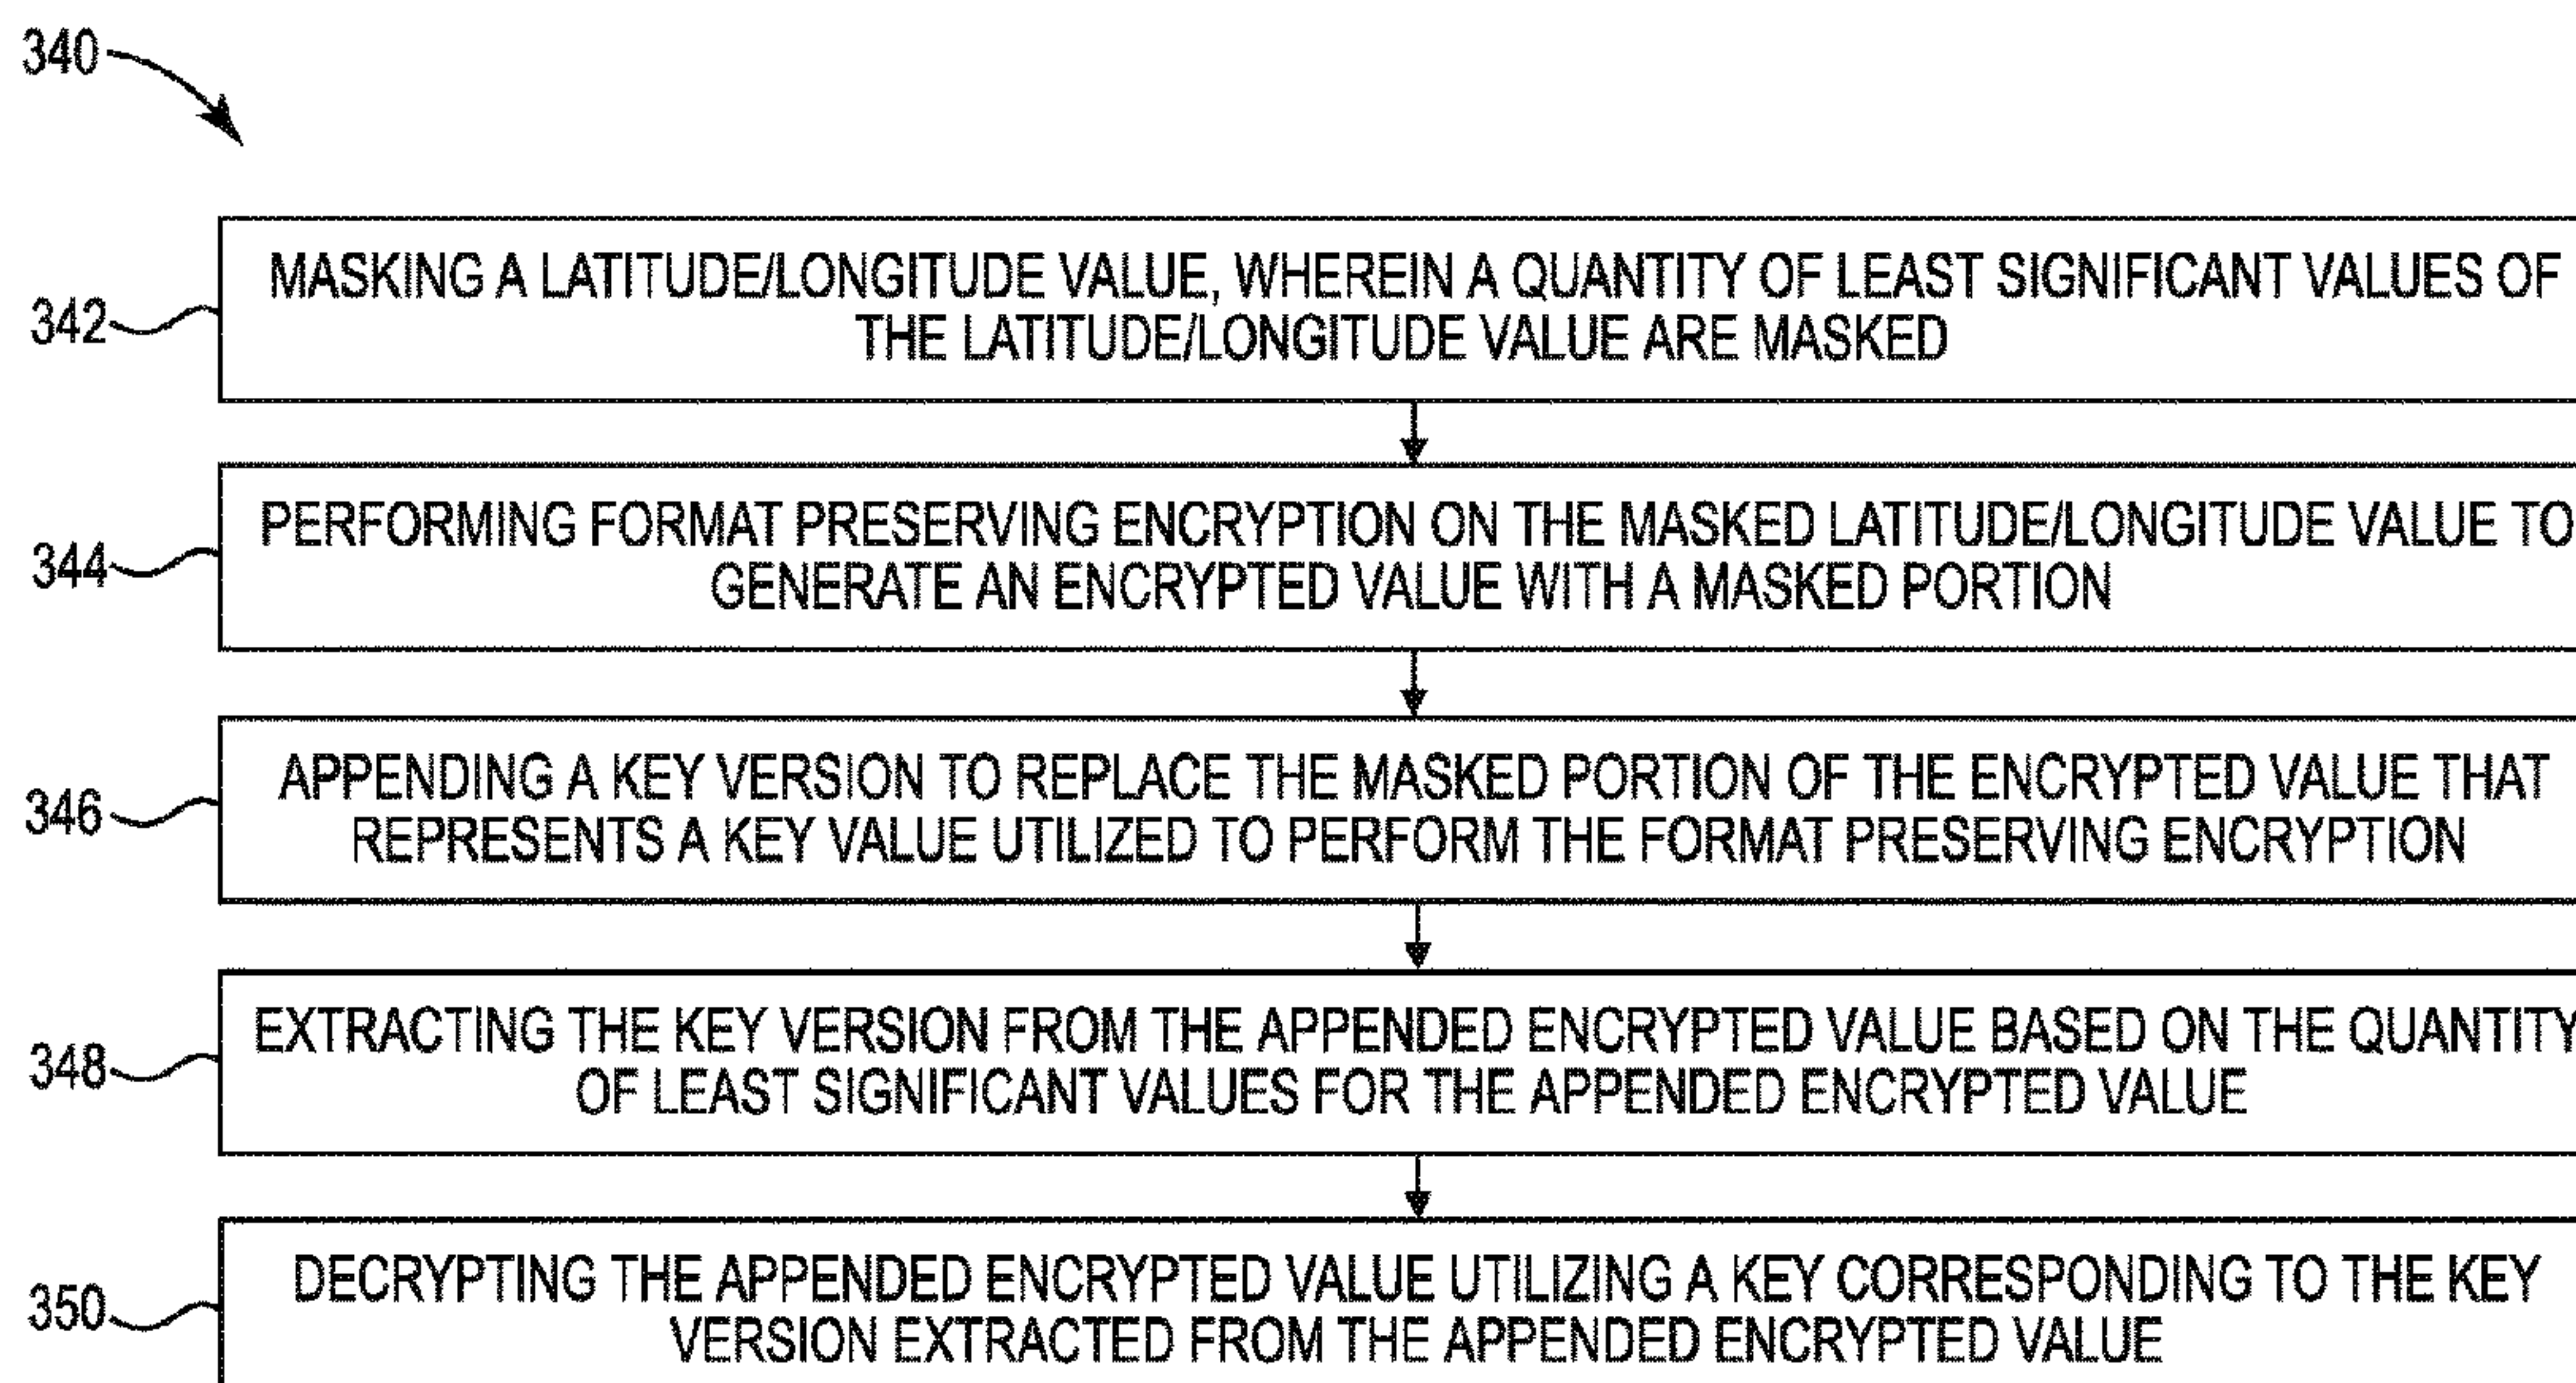 340
342
MASKING A LATITUDE/LONGITUDE VALUE, WHEREIN A QUANTITY OF LEAST SIGNIFICANT VALUES OF
THE LATITUDE/LONGITUDE VALUE ARE MASKED
344
PERFORMING FORMAT PRESERVING ENCRYPTION ON THE MASKED LATITUDE/LONGITUDE VALUE TO
GENERATE AN ENCRYPTED VALUE WITH A MASKED PORTION
346
APPENDING A KEY VERSION TO REPLACE THE MASKED PORTION OF THE ENCRYPTED VALUE THAT
REPRESENTS A KEY VALUE UTILIZED TO PERFORM THE FORMAT PRESERVING ENCRYPTION
348
EXTRACTING THE KEY VERSION FROM THE APPENDED ENCRYPTED VALUE BASED ON THE QUANTITY
OF LEAST SIGNIFICANT VALUES FOR THE APPENDED ENCRYPTED VALUE
350
DECRYPTING THE APPENDED ENCRYPTED VALUE UTILIZING A KEY CORRESPONDING TO THE KEY
VERSION EXTRACTED FROM THE APPENDED ENCRYPTED VALUE